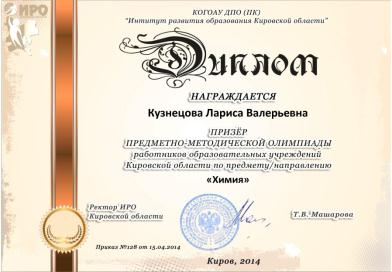 ИРО
КОГОАУ ДПО (ПК)
"Институт развития образования Кировской области"
Диплом
НАГРАЖДАЕТСЯ
Кузнецова Лариса Валерьевна
ПРИЗЁР
ПРЕДМЕТНО-МЕТОДИЧЕСКОЙ ОЛИМПИАДЫ
работников образовательных учреждений
Кировской области по предмету/направлению
«Химия»
Ректор ИРО
Кировской области
Т.В. Машарова
Приказ №128 от 15.04.2014
Киров, 2014